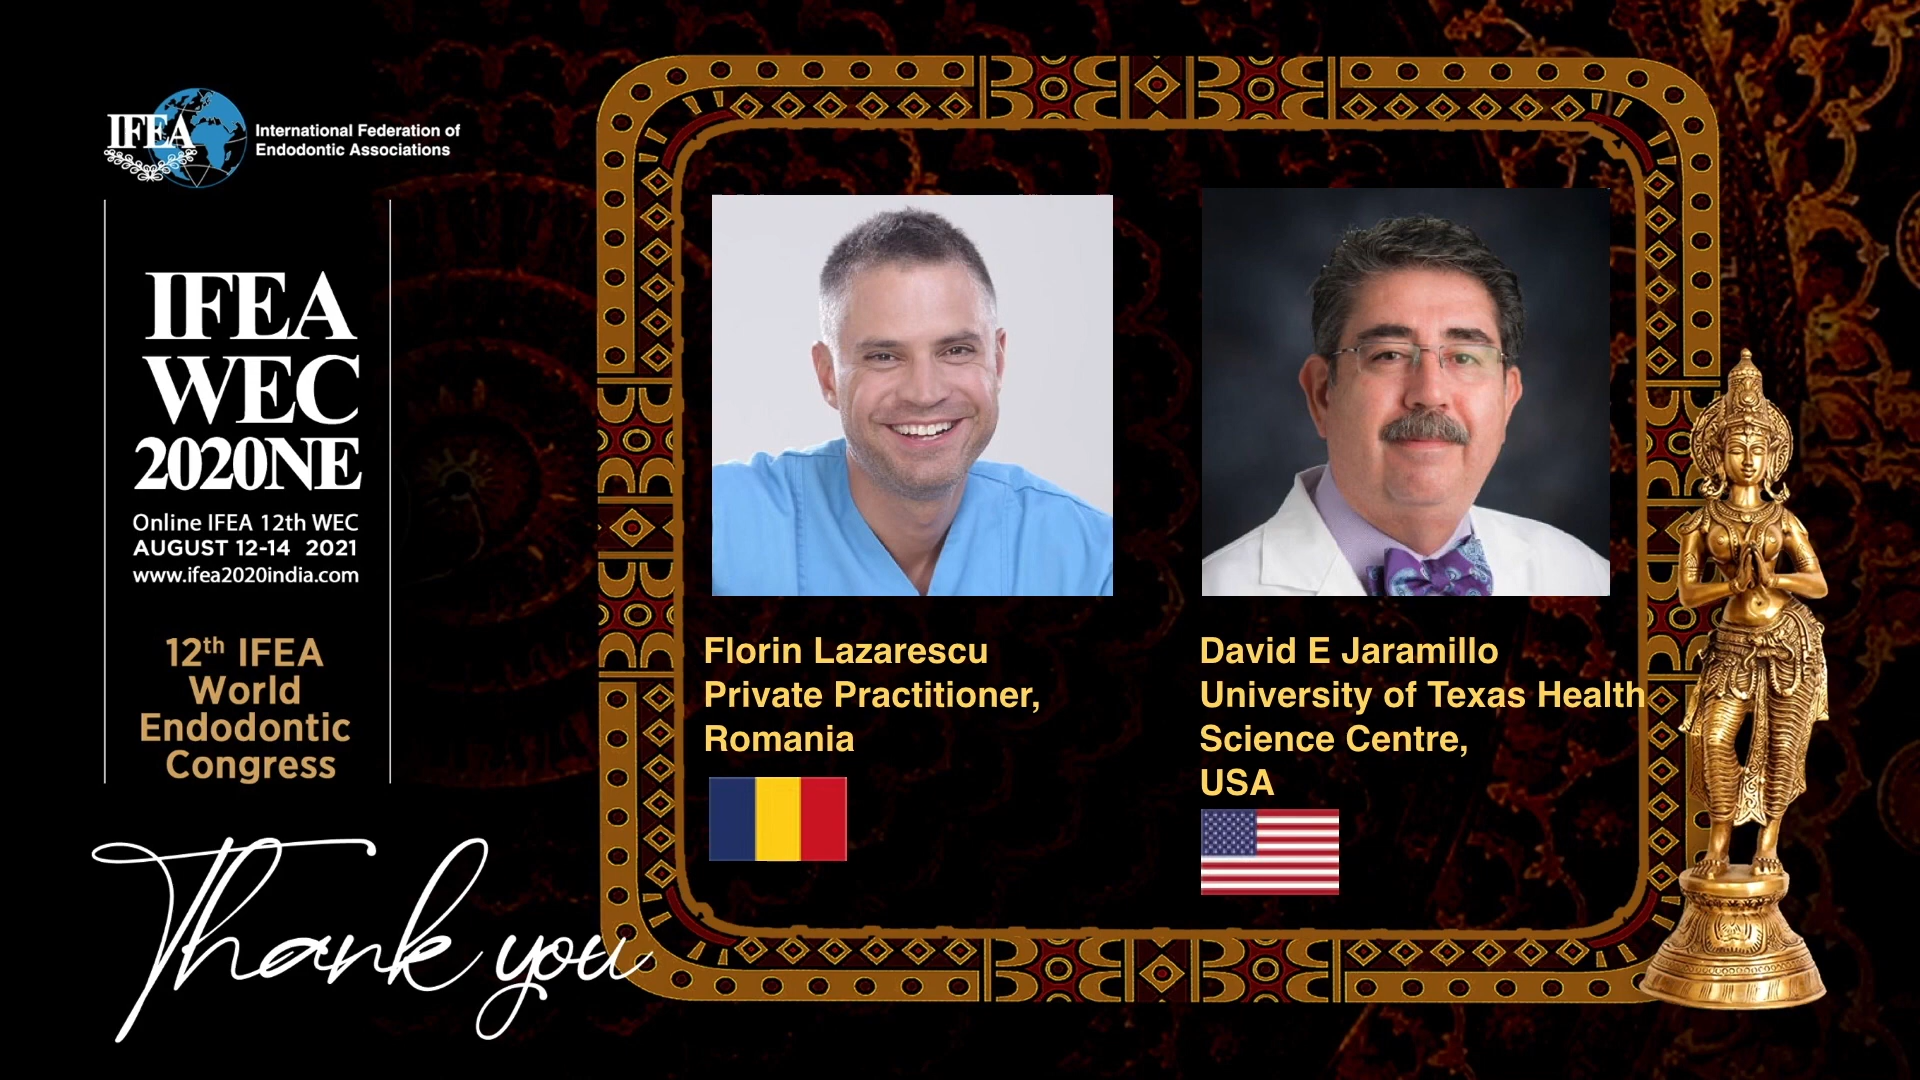 IFEA
International Federation of
Endodontic Associations
IFEA
WEC
2020NE
Online IFEA 12th WEC
AUGUST 12-14 2021
www.ifea2020india.com
12th IFEA
World
Endodontic
Congress
Thank you
Florin Lazarescu
Private Practitioner,
Romania
David E Jaramillo
University of Texas Health
Science Centre,
USA